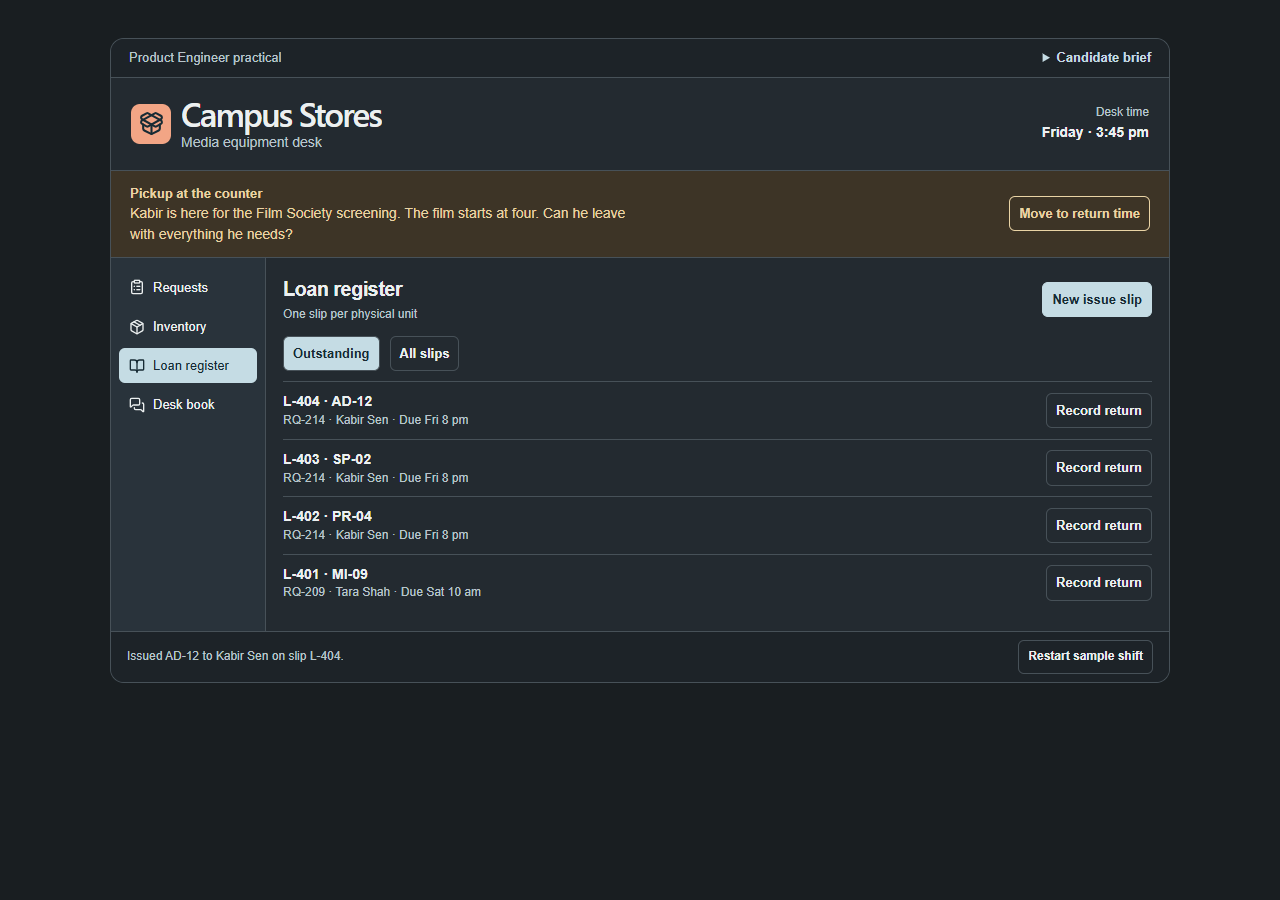 Product Engineer practical
Candidate brief
Campus Stores
Media equipment desk
Desk time
Friday · 3:45 pm
Pickup at the counter
Kabir is here for the Film Society screening. The film starts at four. Can he leave
with everything he needs?
Move to return time
Requests
Inventory
Loan register
Desk book
Loan register
One slip per physical unit
New issue slip
Outstanding
All slips
L-404 · AD-12
RQ-214 · Kabir Sen · Due Fri 8 pm
Record return
L-403 · SP-02
RQ-214 · Kabir Sen · Due Fri 8 pm
Record return
L-402 · PR-04
RQ-214 · Kabir Sen · Due Fri 8 pm
Record return
L-401 · MI-09
RQ-209 · Tara Shah · Due Sat 10 am
Record return
Issued AD-12 to Kabir Sen on slip L-404.
Restart sample shift